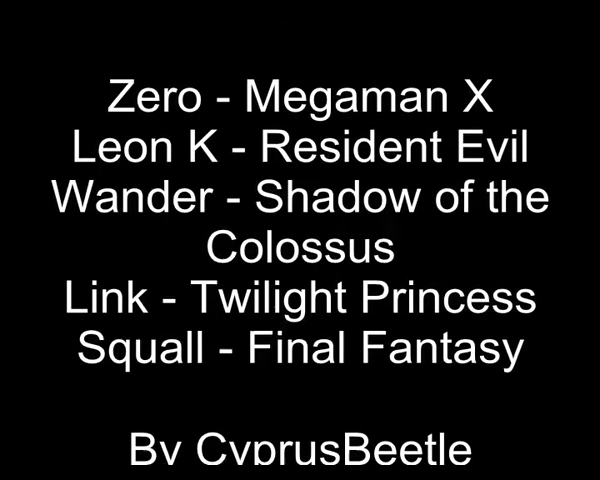 Zero - Megaman X
Leon K - Resident Evil
Wander - Shadow of the
Colossus
Link - Twilight Princess
Squall - Final Fantasy
By CyprusBeetle